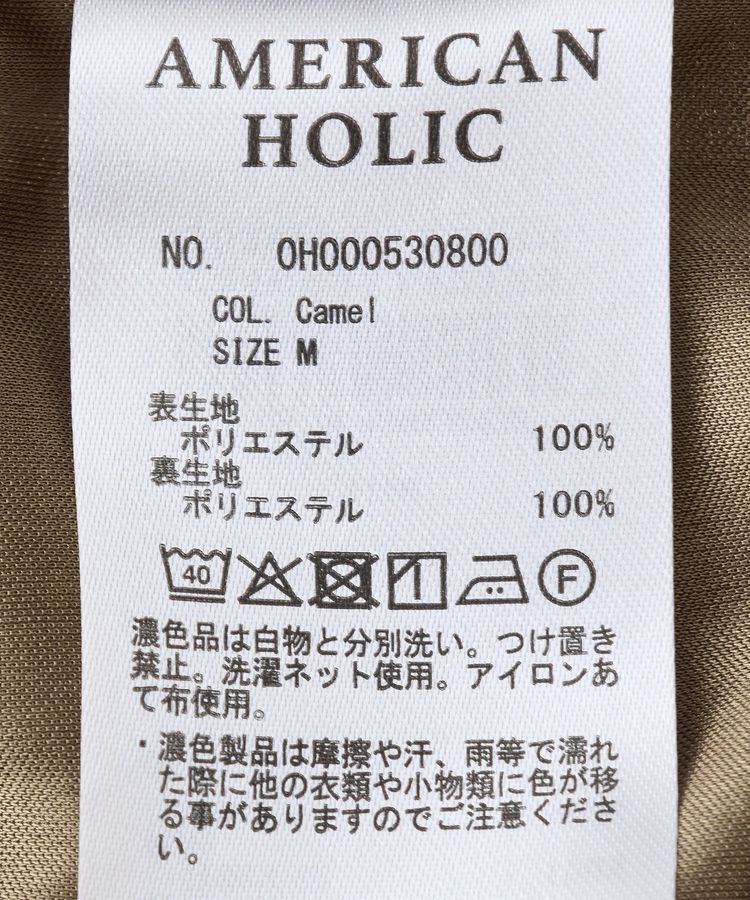 AMERICAN
HOLIC
NO. 0H000530800
COL. Camel
SIZE M
表生地
ポリエステル 100%
裏生地
ポリエステル 100%
40 F
濃色品は白物と分別洗い。つけ置き
禁止。洗濯ネット使用。アイロンあ
て布使用。
・濃色製品は摩擦や汗、雨等で濡れ
た際に他の衣類や小物類に色が移
る事がありますのでご注意くださ
い。